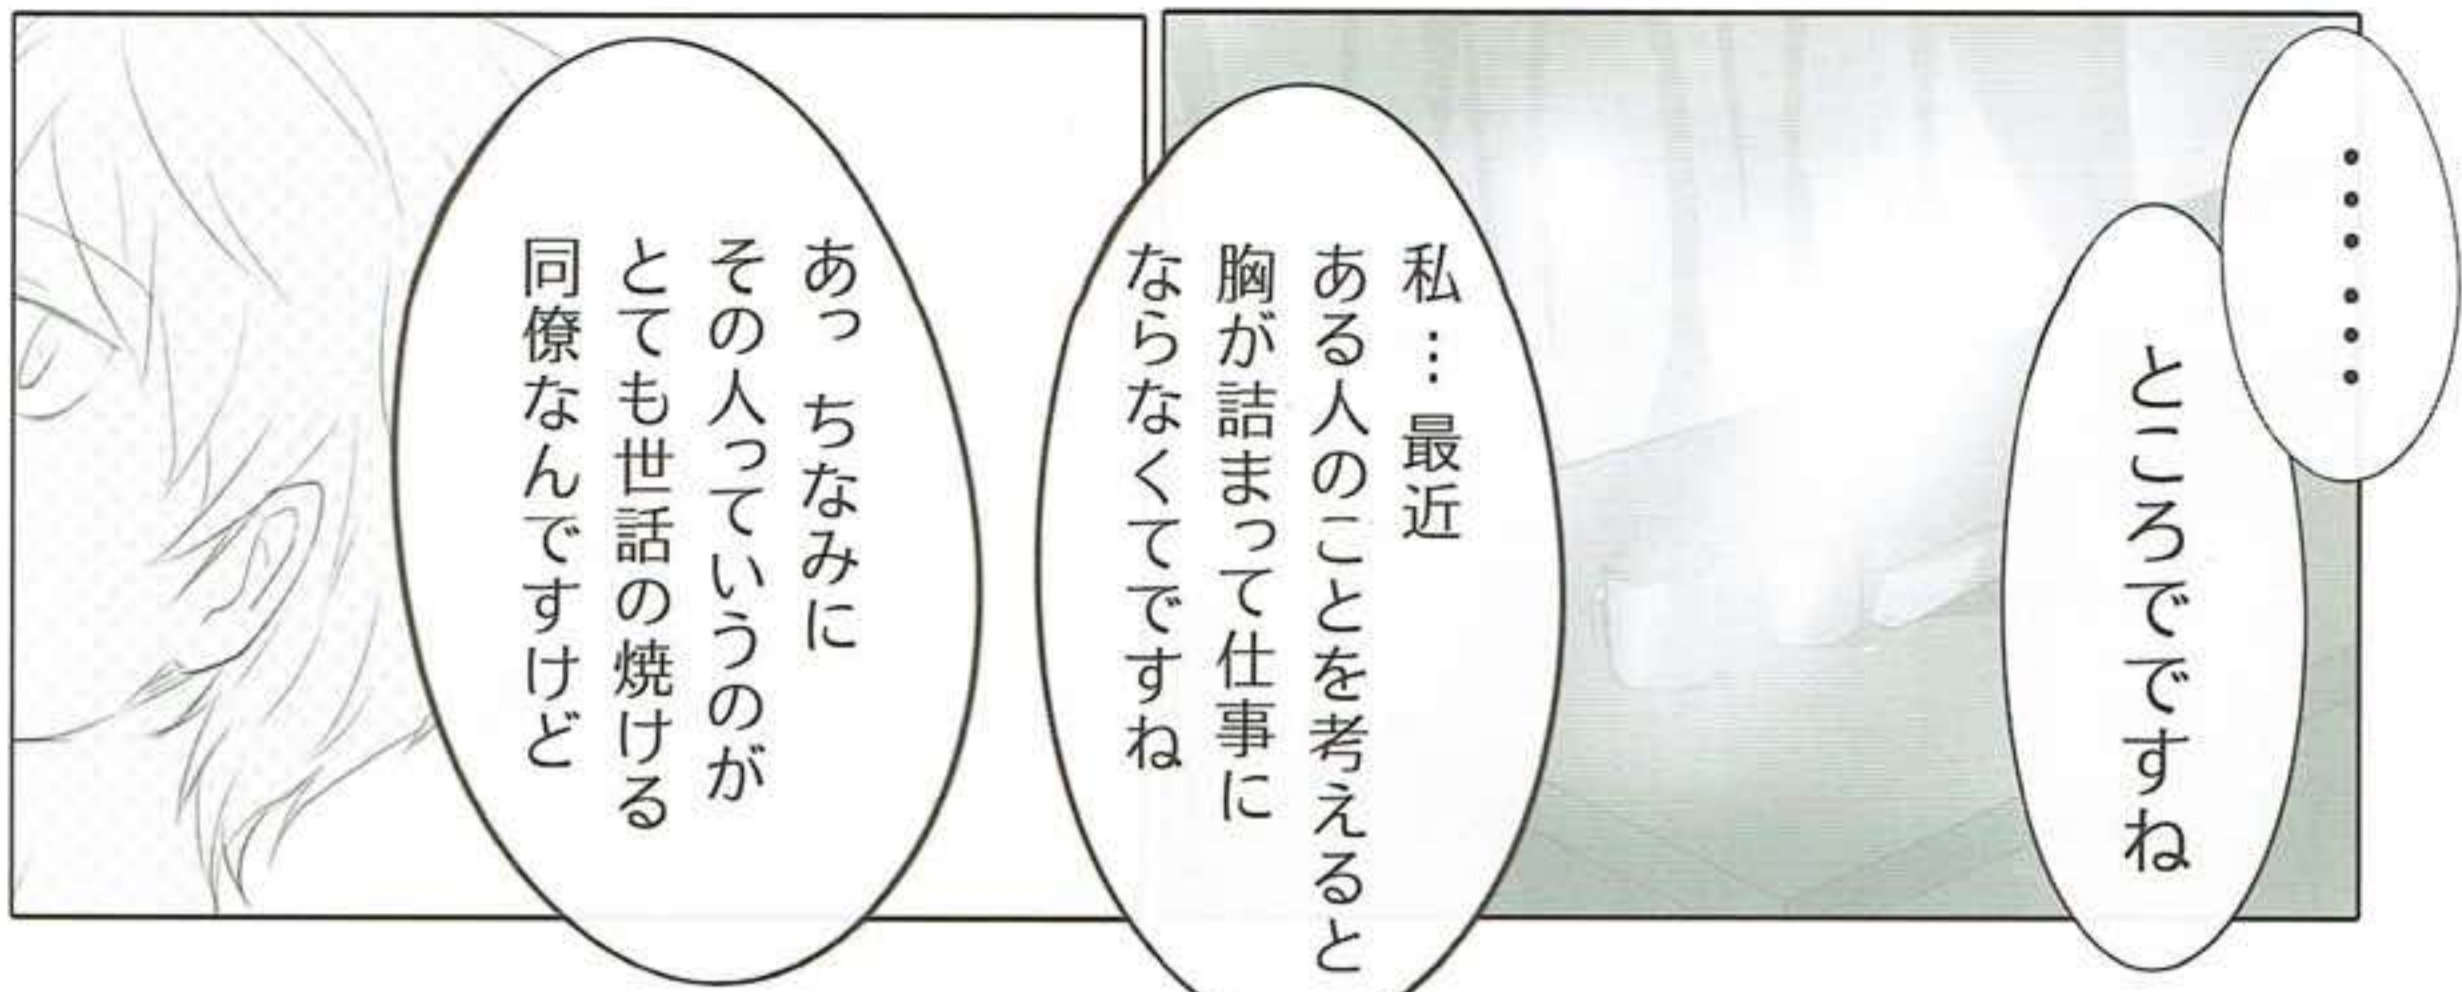 ・・・・・・
ところでですね
私…最近
ある人のことを考えると
胸が詰まって仕事に
ならなくてですね
あっ ちなみに
その人っていうのが
とても世話の焼ける
同僚なんですけど